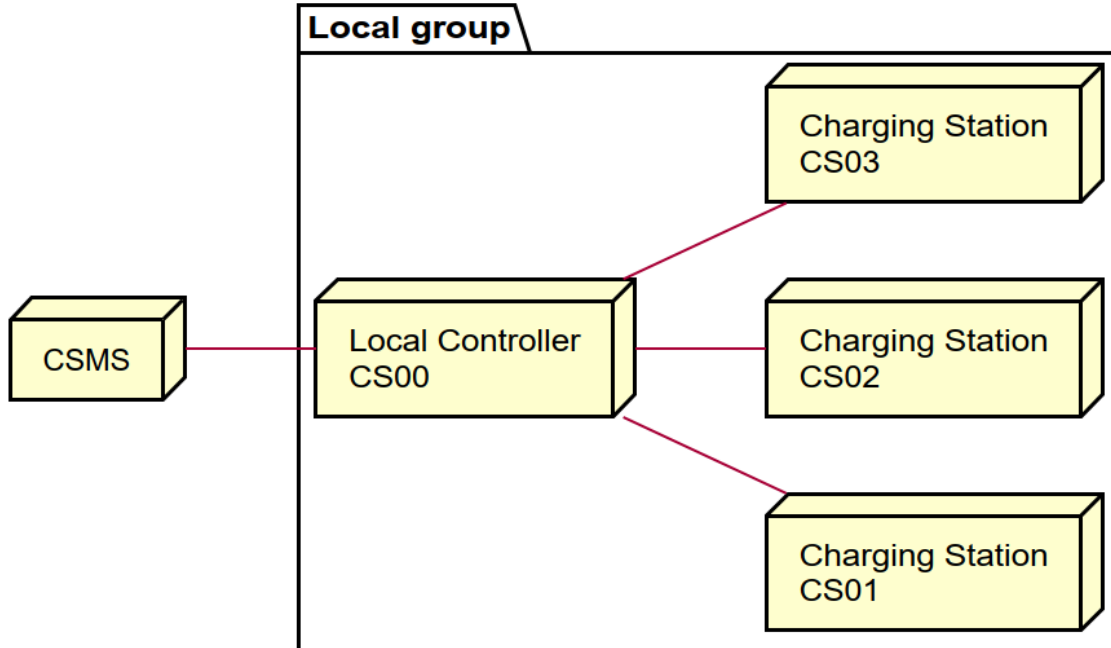 Local group
Charging Station
CS03
CSMS
Local Controller
CS00
Charging Station
CS02
Charging Station
CS01